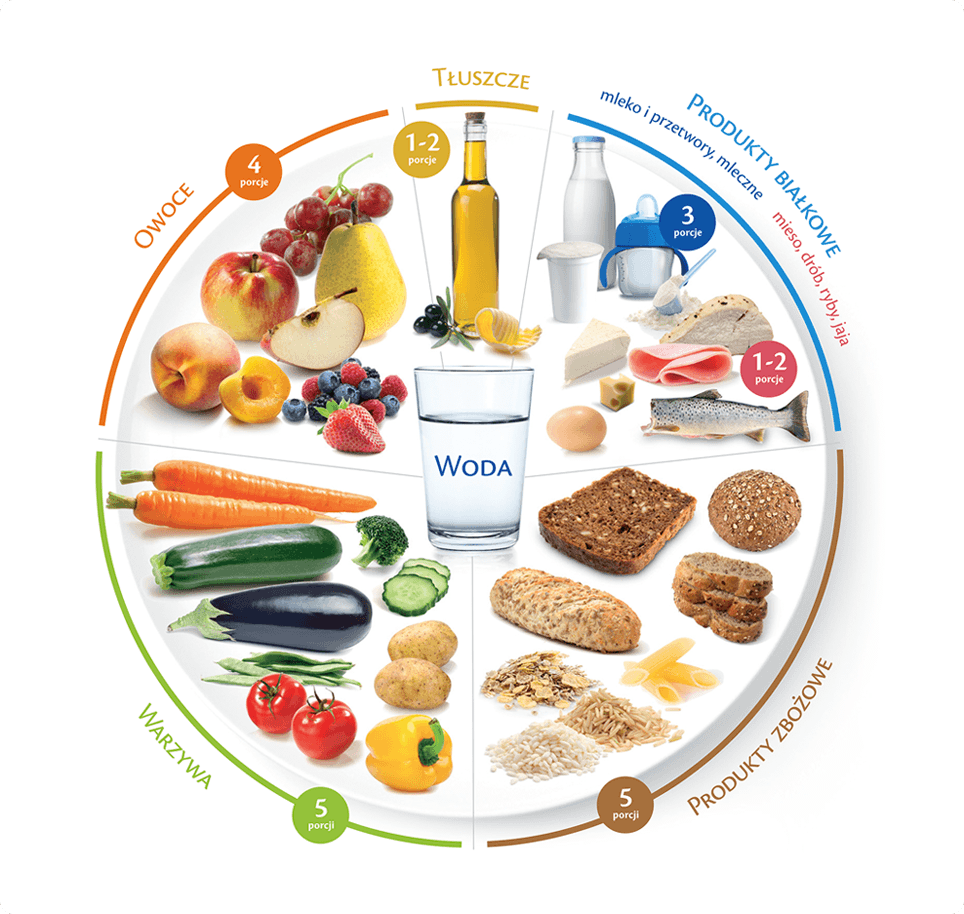 TŁUSZCZE
1-2
porcje
PRODUKTY BIAŁKOWE
mleko i przetwory, mleczne
3
porcje
mieso, drób, ryby, jaja
1-2
porcje
OWOCE
4
porcje
WODA
WARZYWA
5
porcji
PRODUKTY ZBOŻOWE
5
porcji